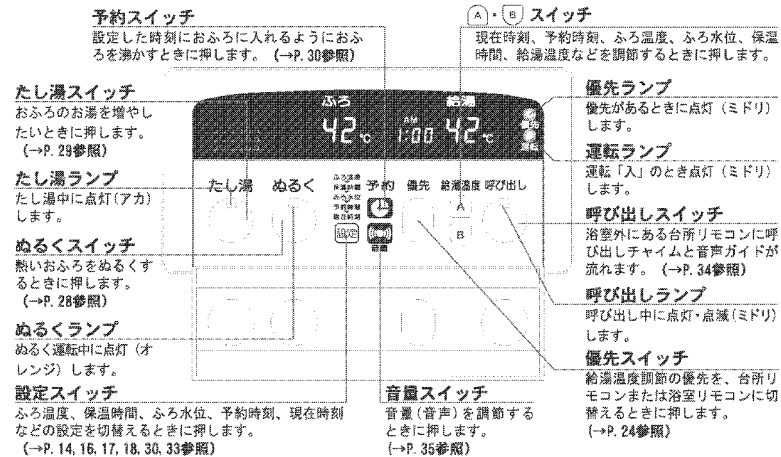 予約スイッチ
設定した時刻におふろに入れるようにおふ
ろを沸かすときに押します。(→P.30参照)
A・B スイッチ
現在時刻、予約時刻、ふろ温度、ふろ水位、保温
時間、給湯温度などを調節するときに押します。
たし湯スイッチ
おふろのお湯を増やし
たいときに押します。
(→P.29参照)
たし湯ランプ
たし湯中に点灯(アカ)
します。
ぬるくスイッチ
熱いおふろをぬるくす
るときに押します。
(→P.28参照)
ぬるくランプ
ぬるく運転中に点灯(オ
レンジ)します。
設定スイッチ
ふろ温度、保温時間、ふろ水位、予約時刻、現在時刻
などの設定を切替えるときに押します。
(→P.14,16,17,18,30,33参照)
ふろ 給湯
42℃ AM 1:00 42℃
たし湯 ぬるく 予約 優先 給湯温度 呼び出し
ふろ温度
保温時間
ふろ水位
予約時刻
現在時刻
設定
音量
A
B
音量スイッチ
音量(音声)を調節する
ときに押します。
(→P.35参照)
優先ランプ
優先があるときに点灯(ミドリ)
します。
運転ランプ
運転「入」のとき点灯(ミドリ)
します。
呼び出しスイッチ
浴室外にある台所リモコンに呼
び出しチャイムと音声ガイドが
流れます。(→P.34参照)
呼び出しランプ
呼び出し中に点灯・点滅(ミドリ)
します。
優先スイッチ
給湯温度調節の優先を、台所リ
モコンまたは浴室リモコンに切
替えるときに押します。
(→P.24参照)